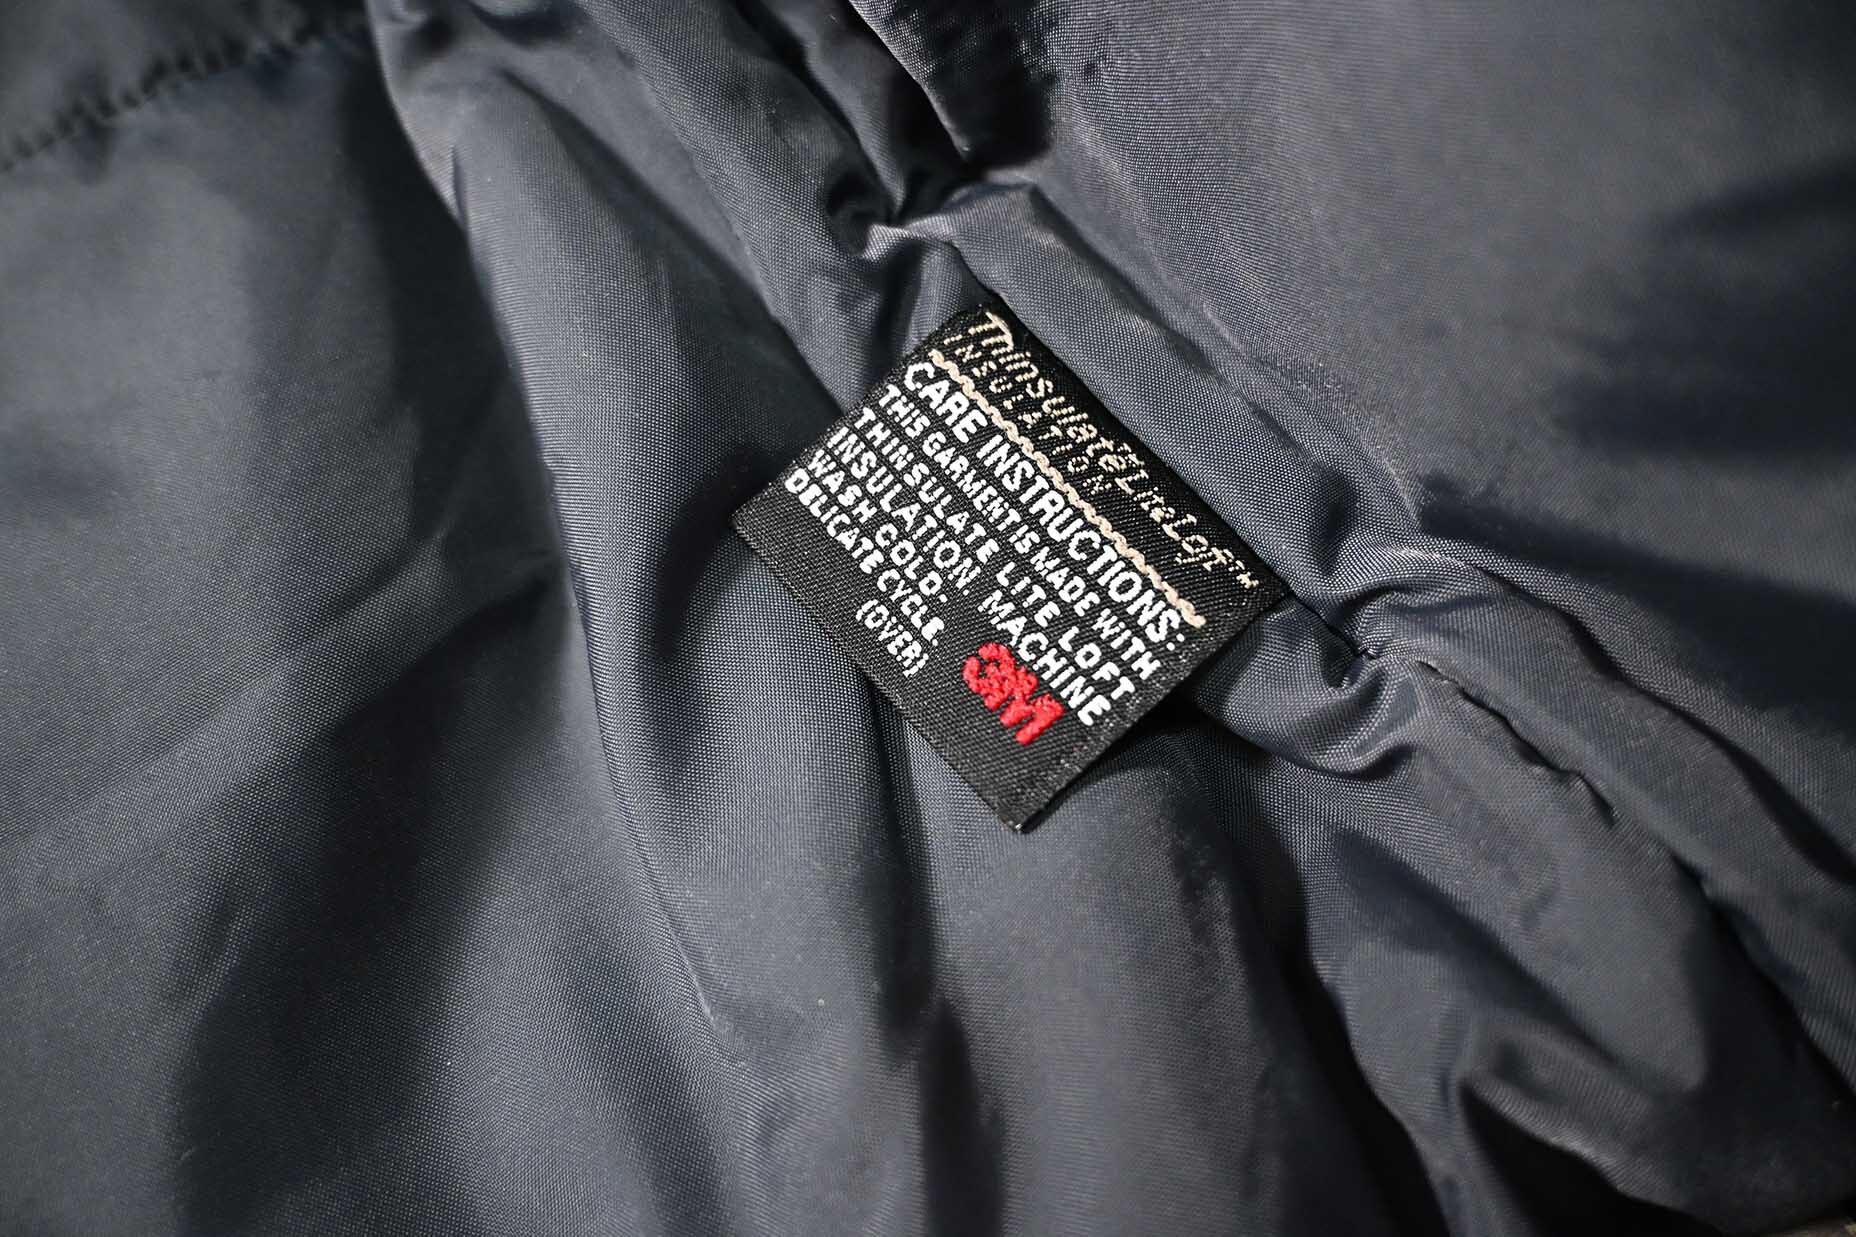 Thinsulate Lite Loft™
INSULATION
CARE INSTRUCTIONS:
THIS GARMENT IS MADE WITH
THINSULATE LITE LOFT
INSULATION. MACHINE
WASH COLD.
DELICATE CYCLE.
(OVER)
3M